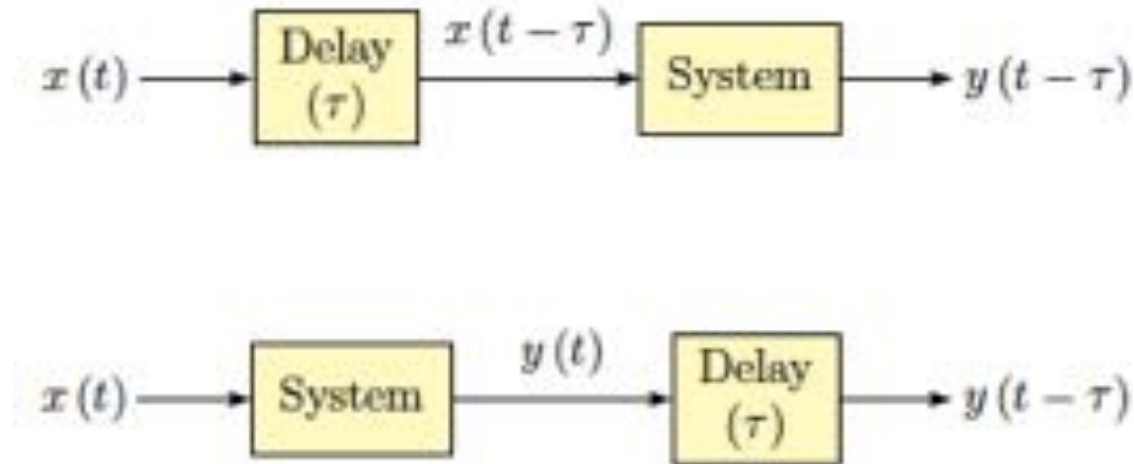 x(t)
Delay
(τ)
x(t − τ)
System
y(t − τ)
x(t)
System
y(t)
Delay
(τ)
y(t − τ)